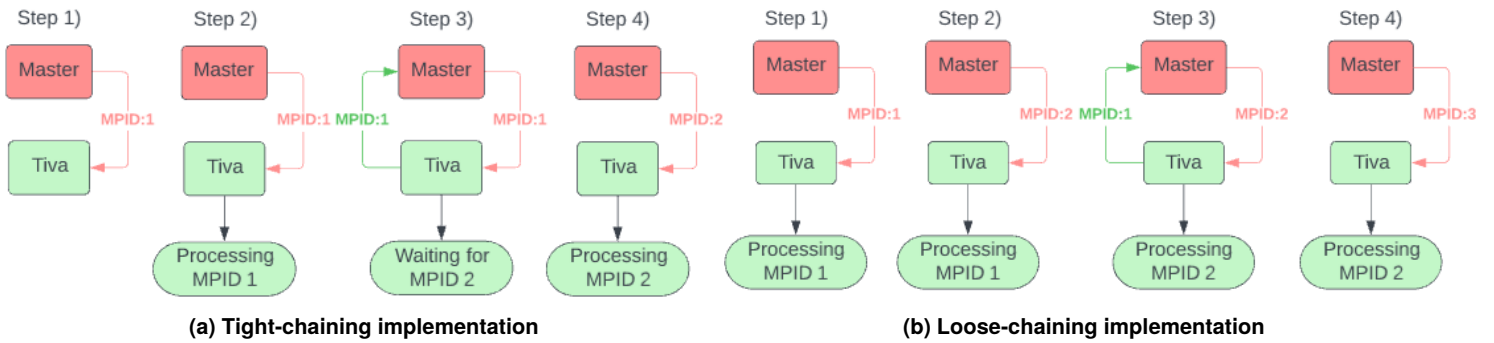 Step 1)
Master
MPID:1
Tiva
Step 2)
Master
MPID:1
Tiva
Processing
MPID 1
Step 3)
Master
MPID:1
MPID:1
Tiva
Waiting for
MPID 2
Step 4)
Master
MPID:2
Tiva
Processing
MPID 2
(a) Tight-chaining implementation
Step 1)
Master
MPID:1
Tiva
Processing
MPID 1
Step 2)
Master
MPID:2
Tiva
Processing
MPID 1
Step 3)
Master
MPID:1
MPID:2
Tiva
Processing
MPID 2
Step 4)
Master
MPID:3
Tiva
Processing
MPID 2
(b) Loose-chaining implementation